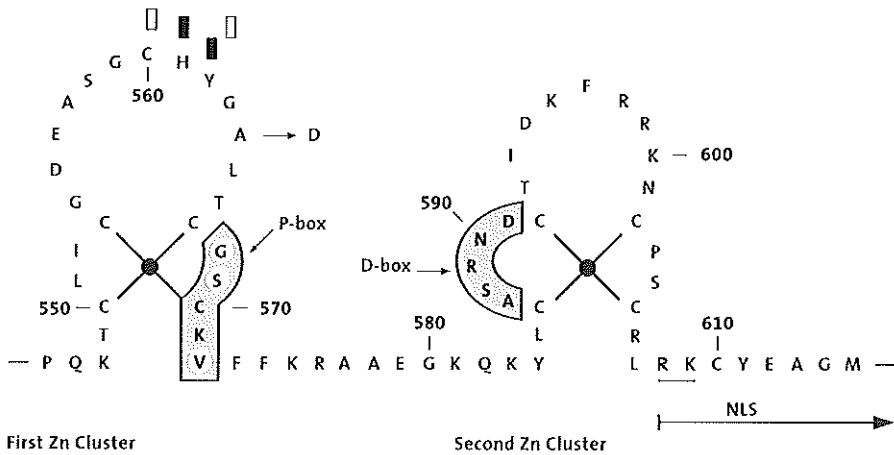 G C H
S Y
560
A G
E A D
D L
G T
C C
P-box
G
I S
L
550 C C 570
T K
P Q K V F F K R A A E G K Q K Y
580
L
F
K R
D R
I K 600
T N
590
D C C
N
D-box R P
S S
A C C
R 610
L R K C Y E A G M
NLS
First Zn Cluster
Second Zn Cluster